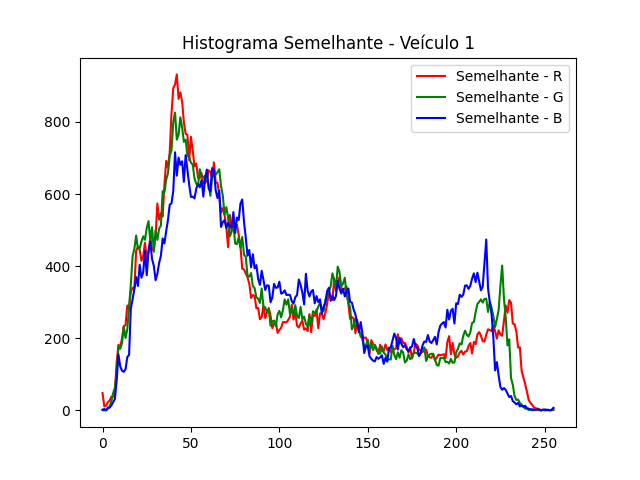 Histograma Semelhante - Veículo 1
Semelhante - R
Semelhante - G
Semelhante - B
800
600
400
200
0
0 50 100 150 200 250